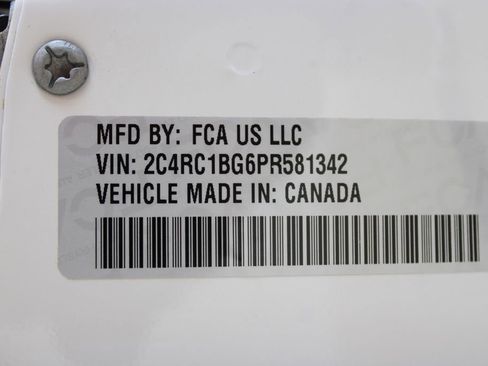 MFD BY: FCA US LLC
VIN: 2C4RC1BG6PR581342
VEHICLE MADE IN: CANADA